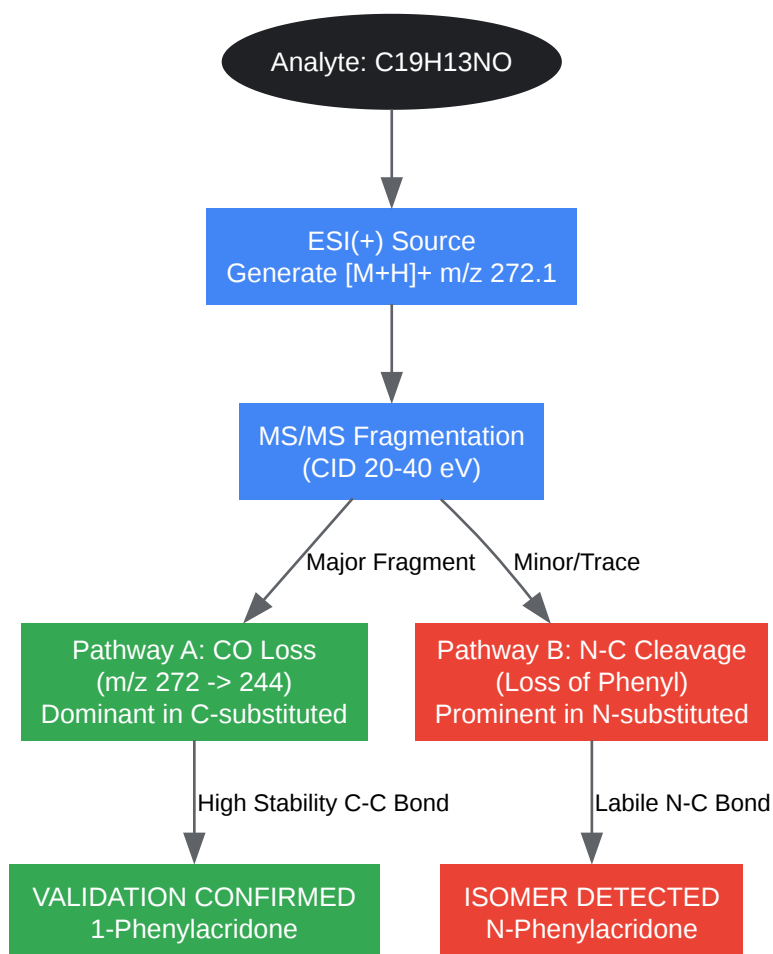 Analyte: C19H13NO
ESI(+) Source
Generate [M+H]+ m/z 272.1
MS/MS Fragmentation
(CID 20-40 eV)
Major Fragment
Minor/Trace
Pathway A: CO Loss
(m/z 272 -> 244)
Dominant in C-substituted
Pathway B: N-C Cleavage
(Loss of Phenyl)
Prominent in N-substituted
High Stability C-C Bond
Labile N-C Bond
VALIDATION CONFIRMED
1-Phenylacridone
ISOMER DETECTED
N-Phenylacridone